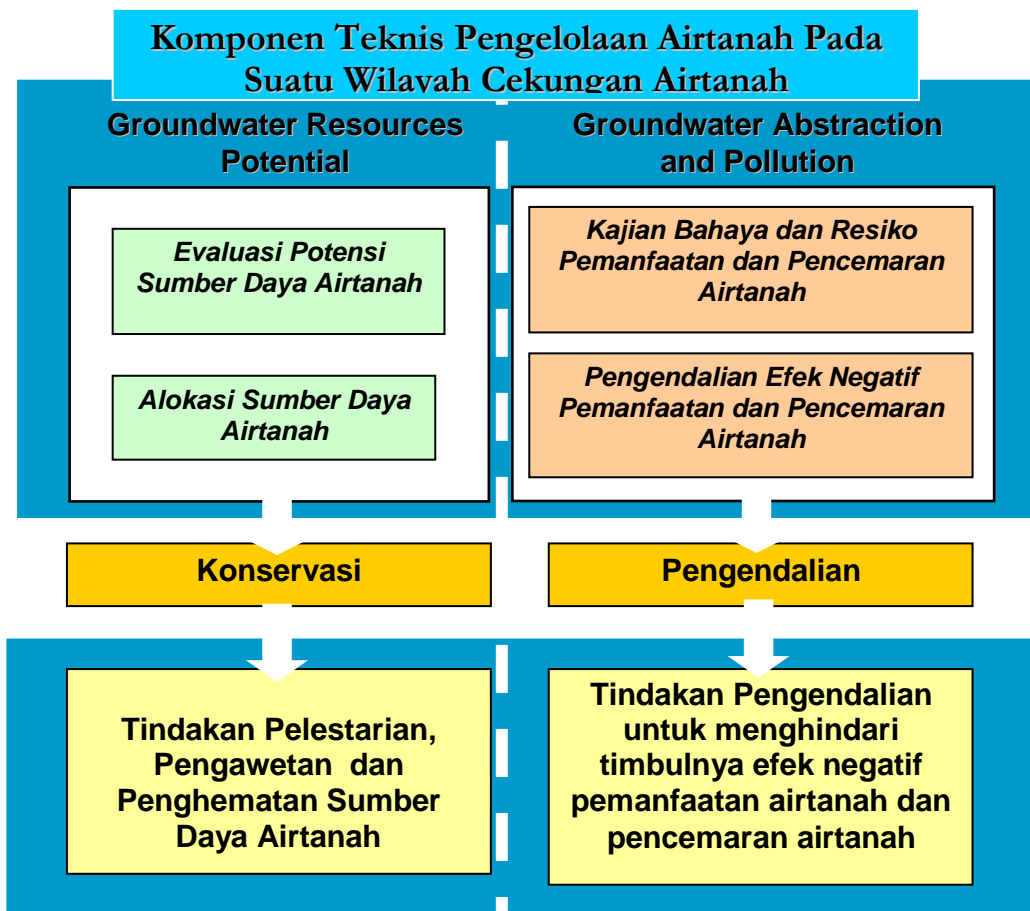 Komponen Teknis Pengelolaan Airtanah Pada
Suatu Wilayah Cekungan Airtanah
Groundwater Resources
Potential
Evaluasi Potensi
Sumber Daya Airtanah
Alokasi Sumber Daya
Airtanah
Groundwater Abstraction
and Pollution
Kajian Bahaya dan Resiko
Pemanfaatan dan Pencemaran
Airtanah
Pengendalian Efek Negatif
Pemanfaatan dan Pencemaran
Airtanah
Konservasi
Pengendalian
Tindakan Pelestarian,
Pengawetan dan
Penghematan Sumber
Daya Airtanah
Tindakan Pengendalian
untuk menghindari
timbulnya efek negatif
pemanfaatan airtanah dan
pencemaran airtanah